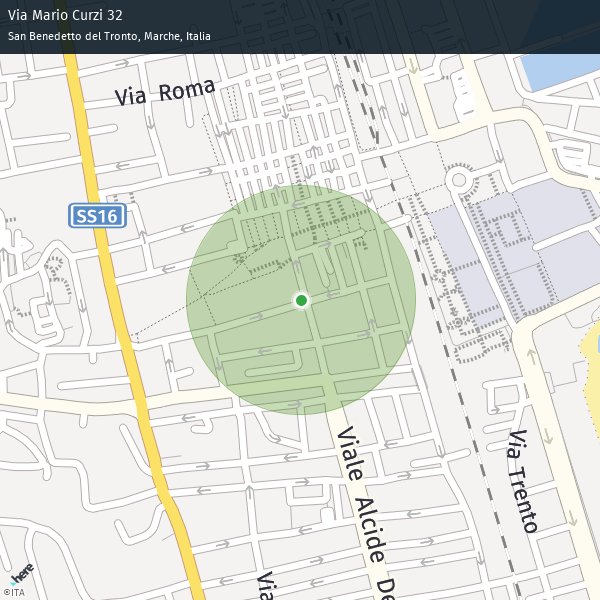 Via Mario Curzi 32
San Benedetto del Tronto, Marche, Italia
Via Roma
SS16
Viale Alcide De
Via Trento
Via
here
©ITA